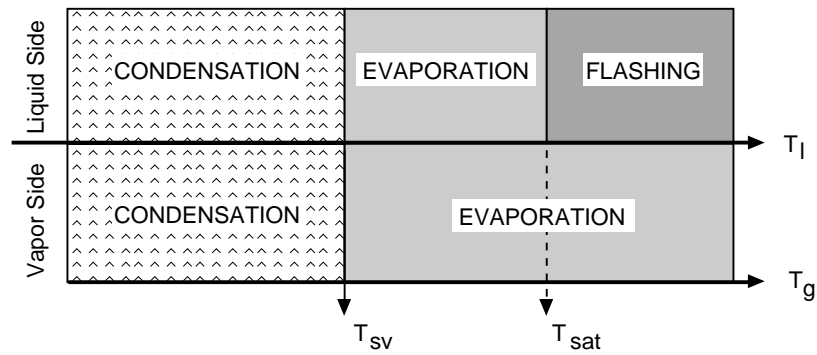 Liquid Side
CONDENSATION
EVAPORATION
FLASHING
T_l
Vapor Side
CONDENSATION
EVAPORATION
T_g
T_sv
T_sat